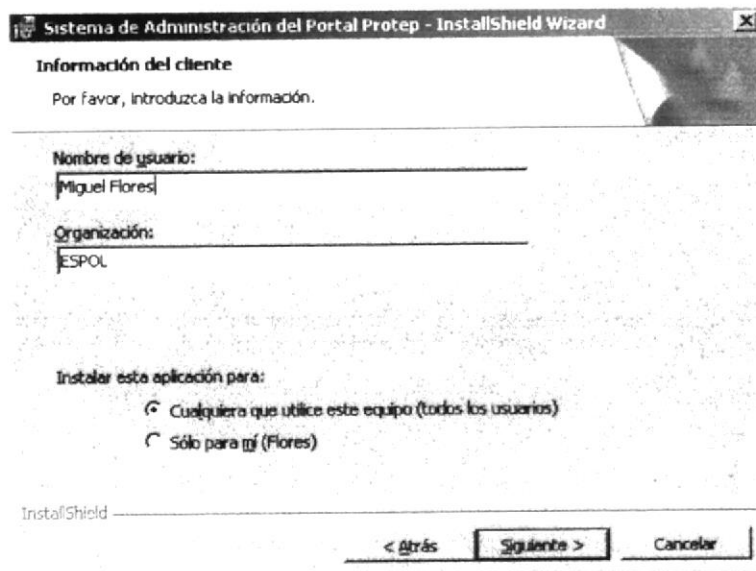 Sistema de Administración del Portal Protep - InstallShield Wizard
Información del cliente
Por favor, introduzca la información.
Nombre de usuario:
Miguel Flores
Organización:
ESPOL
Instalar esta aplicación para:
Cualquiera que utilice este equipo (todos los usuarios)
Sólo para mí (Flores)
InstallShield
< Atrás Siguiente > Cancelar